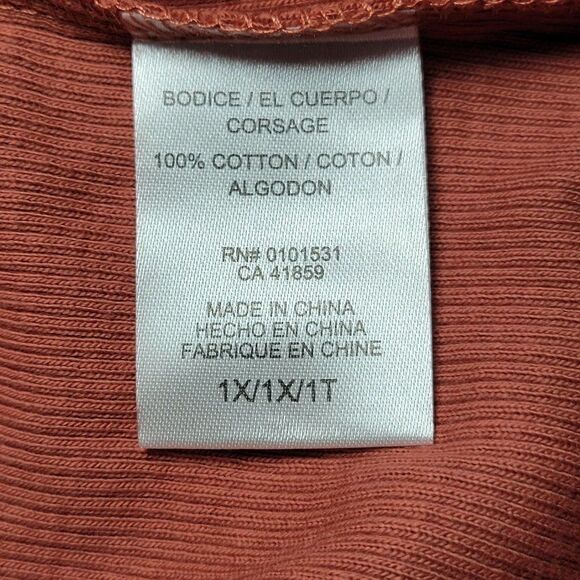 BODICE / EL CUERPO /
CORSAGE
100% COTTON / COTON /
ALGODON
RN# 0101531
CA 41859
MADE IN CHINA
HECHO EN CHINA
FABRIQUE EN CHINE
1X/1X/1T